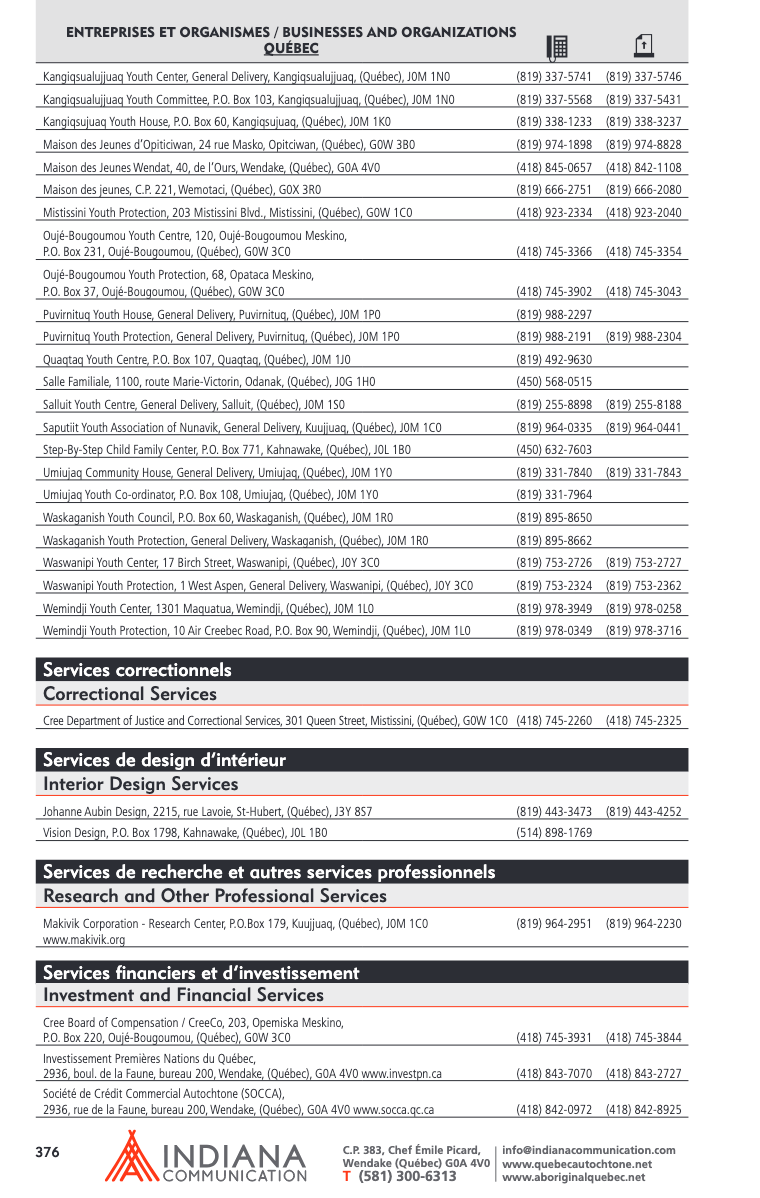 ENTREPRISES ET ORGANISMES / BUSINESSES AND ORGANIZATIONS
QUÉBEC
Kangiqsualujjuaq Youth Center, General Delivery, Kangiqsualujjuaq, (Québec), J0M 1N0 (819) 337-5741 (819) 337-5746
Kangiqsualujjuaq Youth Committee, P.O. Box 103, Kangiqsualujjuaq, (Québec), J0M 1N0 (819) 337-5568 (819) 337-5431
Kangiqsujuaq Youth House, P.O. Box 60, Kangiqsujuaq, (Québec), J0M 1K0 (819) 338-1233 (819) 338-3237
Maison des Jeunes d'Opiticiwan, 24 rue Masko, Opitciwan, (Québec), G0W 3B0 (819) 974-1898 (819) 974-8828
Maison des Jeunes Wendat, 40, de l'Ours, Wendake, (Québec), G0A 4V0 (418) 845-0657 (418) 842-1108
Maison des jeunes, C.P. 221, Wemotaci, (Québec), G0X 3R0 (819) 666-2751 (819) 666-2080
Mistissini Youth Protection, 203 Mistissini Blvd., Mistissini, (Québec), G0W 1C0 (418) 923-2334 (418) 923-2040
Oujé-Bougoumou Youth Centre, 120, Oujé-Bougoumou Meskino,
P.O. Box 231, Oujé-Bougoumou, (Québec), G0W 3C0 (418) 745-3366 (418) 745-3354
Oujé-Bougoumou Youth Protection, 68, Opataca Meskino,
P.O. Box 37, Oujé-Bougoumou, (Québec), G0W 3C0 (418) 745-3902 (418) 745-3043
Puvirnituq Youth House, General Delivery, Puvirnituq, (Québec), J0M 1P0 (819) 988-2297
Puvirnituq Youth Protection, General Delivery, Puvirnituq, (Québec), J0M 1P0 (819) 988-2191 (819) 988-2304
Quaqtaq Youth Centre, P.O. Box 107, Quaqtaq, (Québec), J0M 1J0 (819) 492-9630
Salle Familiale, 1100, route Marie-Victorin, Odanak, (Québec), J0G 1H0 (450) 568-0515
Salluit Youth Centre, General Delivery, Salluit, (Québec), J0M 1S0 (819) 255-8898 (819) 255-8188
Saputiit Youth Association of Nunavik, General Delivery, Kuujjuaq, (Québec), J0M 1C0 (819) 964-0335 (819) 964-0441
Step-By-Step Child Family Center, P.O. Box 771, Kahnawake, (Québec), J0L 1B0 (450) 632-7603
Umiujaq Community House, General Delivery, Umiujaq, (Québec), J0M 1Y0 (819) 331-7840 (819) 331-7843
Umiujaq Youth Co-ordinator, P.O. Box 108, Umiujaq, (Québec), J0M 1Y0 (819) 331-7964
Waskaganish Youth Council, P.O. Box 60, Waskaganish, (Québec), J0M 1R0 (819) 895-8650
Waskaganish Youth Protection, General Delivery, Waskaganish, (Québec), J0M 1R0 (819) 895-8662
Waswanipi Youth Center, 17 Birch Street, Waswanipi, (Québec), J0Y 3C0 (819) 753-2726 (819) 753-2727
Waswanipi Youth Protection, 1 West Aspen, General Delivery, Waswanipi, (Québec), J0Y 3C0 (819) 753-2324 (819) 753-2362
Wemindji Youth Center, 1301 Maquatua, Wemindji, (Québec), J0M 1L0 (819) 978-3949 (819) 978-0258
Wemindji Youth Protection, 10 Air Creebec Road, P.O. Box 90, Wemindji, (Québec), J0M 1L0 (819) 978-0349 (819) 978-3716
Services correctionnels
Correctional Services
Cree Department of Justice and Correctional Services, 301 Queen Street, Mistissini, (Québec), G0W 1C0 (418) 745-2260 (418) 745-2325
Services de design d'intérieur
Interior Design Services
Johanne Aubin Design, 2215, rue Lavoie, St-Hubert, (Québec), J3Y 8S7 (819) 443-3473 (819) 443-4252
Vision Design, P.O. Box 1798, Kahnawake, (Québec), J0L 1B0 (514) 898-1769
Services de recherche et autres services professionnels
Research and Other Professional Services
Makivik Corporation - Research Center, P.O.Box 179, Kuujjuaq, (Québec), J0M 1C0 (819) 964-2951 (819) 964-2230
www.makivik.org
Services financiers et d'investissement
Investment and Financial Services
Cree Board of Compensation / CreeCo, 203, Opemiska Meskino,
P.O. Box 220, Oujé-Bougoumou, (Québec), G0W 3C0 (418) 745-3931 (418) 745-3844
Investissement Premières Nations du Québec,
2936, boul. de la Faune, bureau 200, Wendake, (Québec), G0A 4V0 www.investpn.ca (418) 843-7070 (418) 843-2727
Société de Crédit Commercial Autochtone (SOCCA),
2936, rue de la Faune, bureau 200, Wendake, (Québec), G0A 4V0 www.socca.qc.ca (418) 842-0972 (418) 842-8925
376
INDIANA
COMMUNICATION
C.P. 383, Chef Émile Picard,
Wendake (Québec) G0A 4V0
T (581) 300-6313
info@indianacommunication.com
www.quebecautochtone.net
www.aboriginalquebec.net